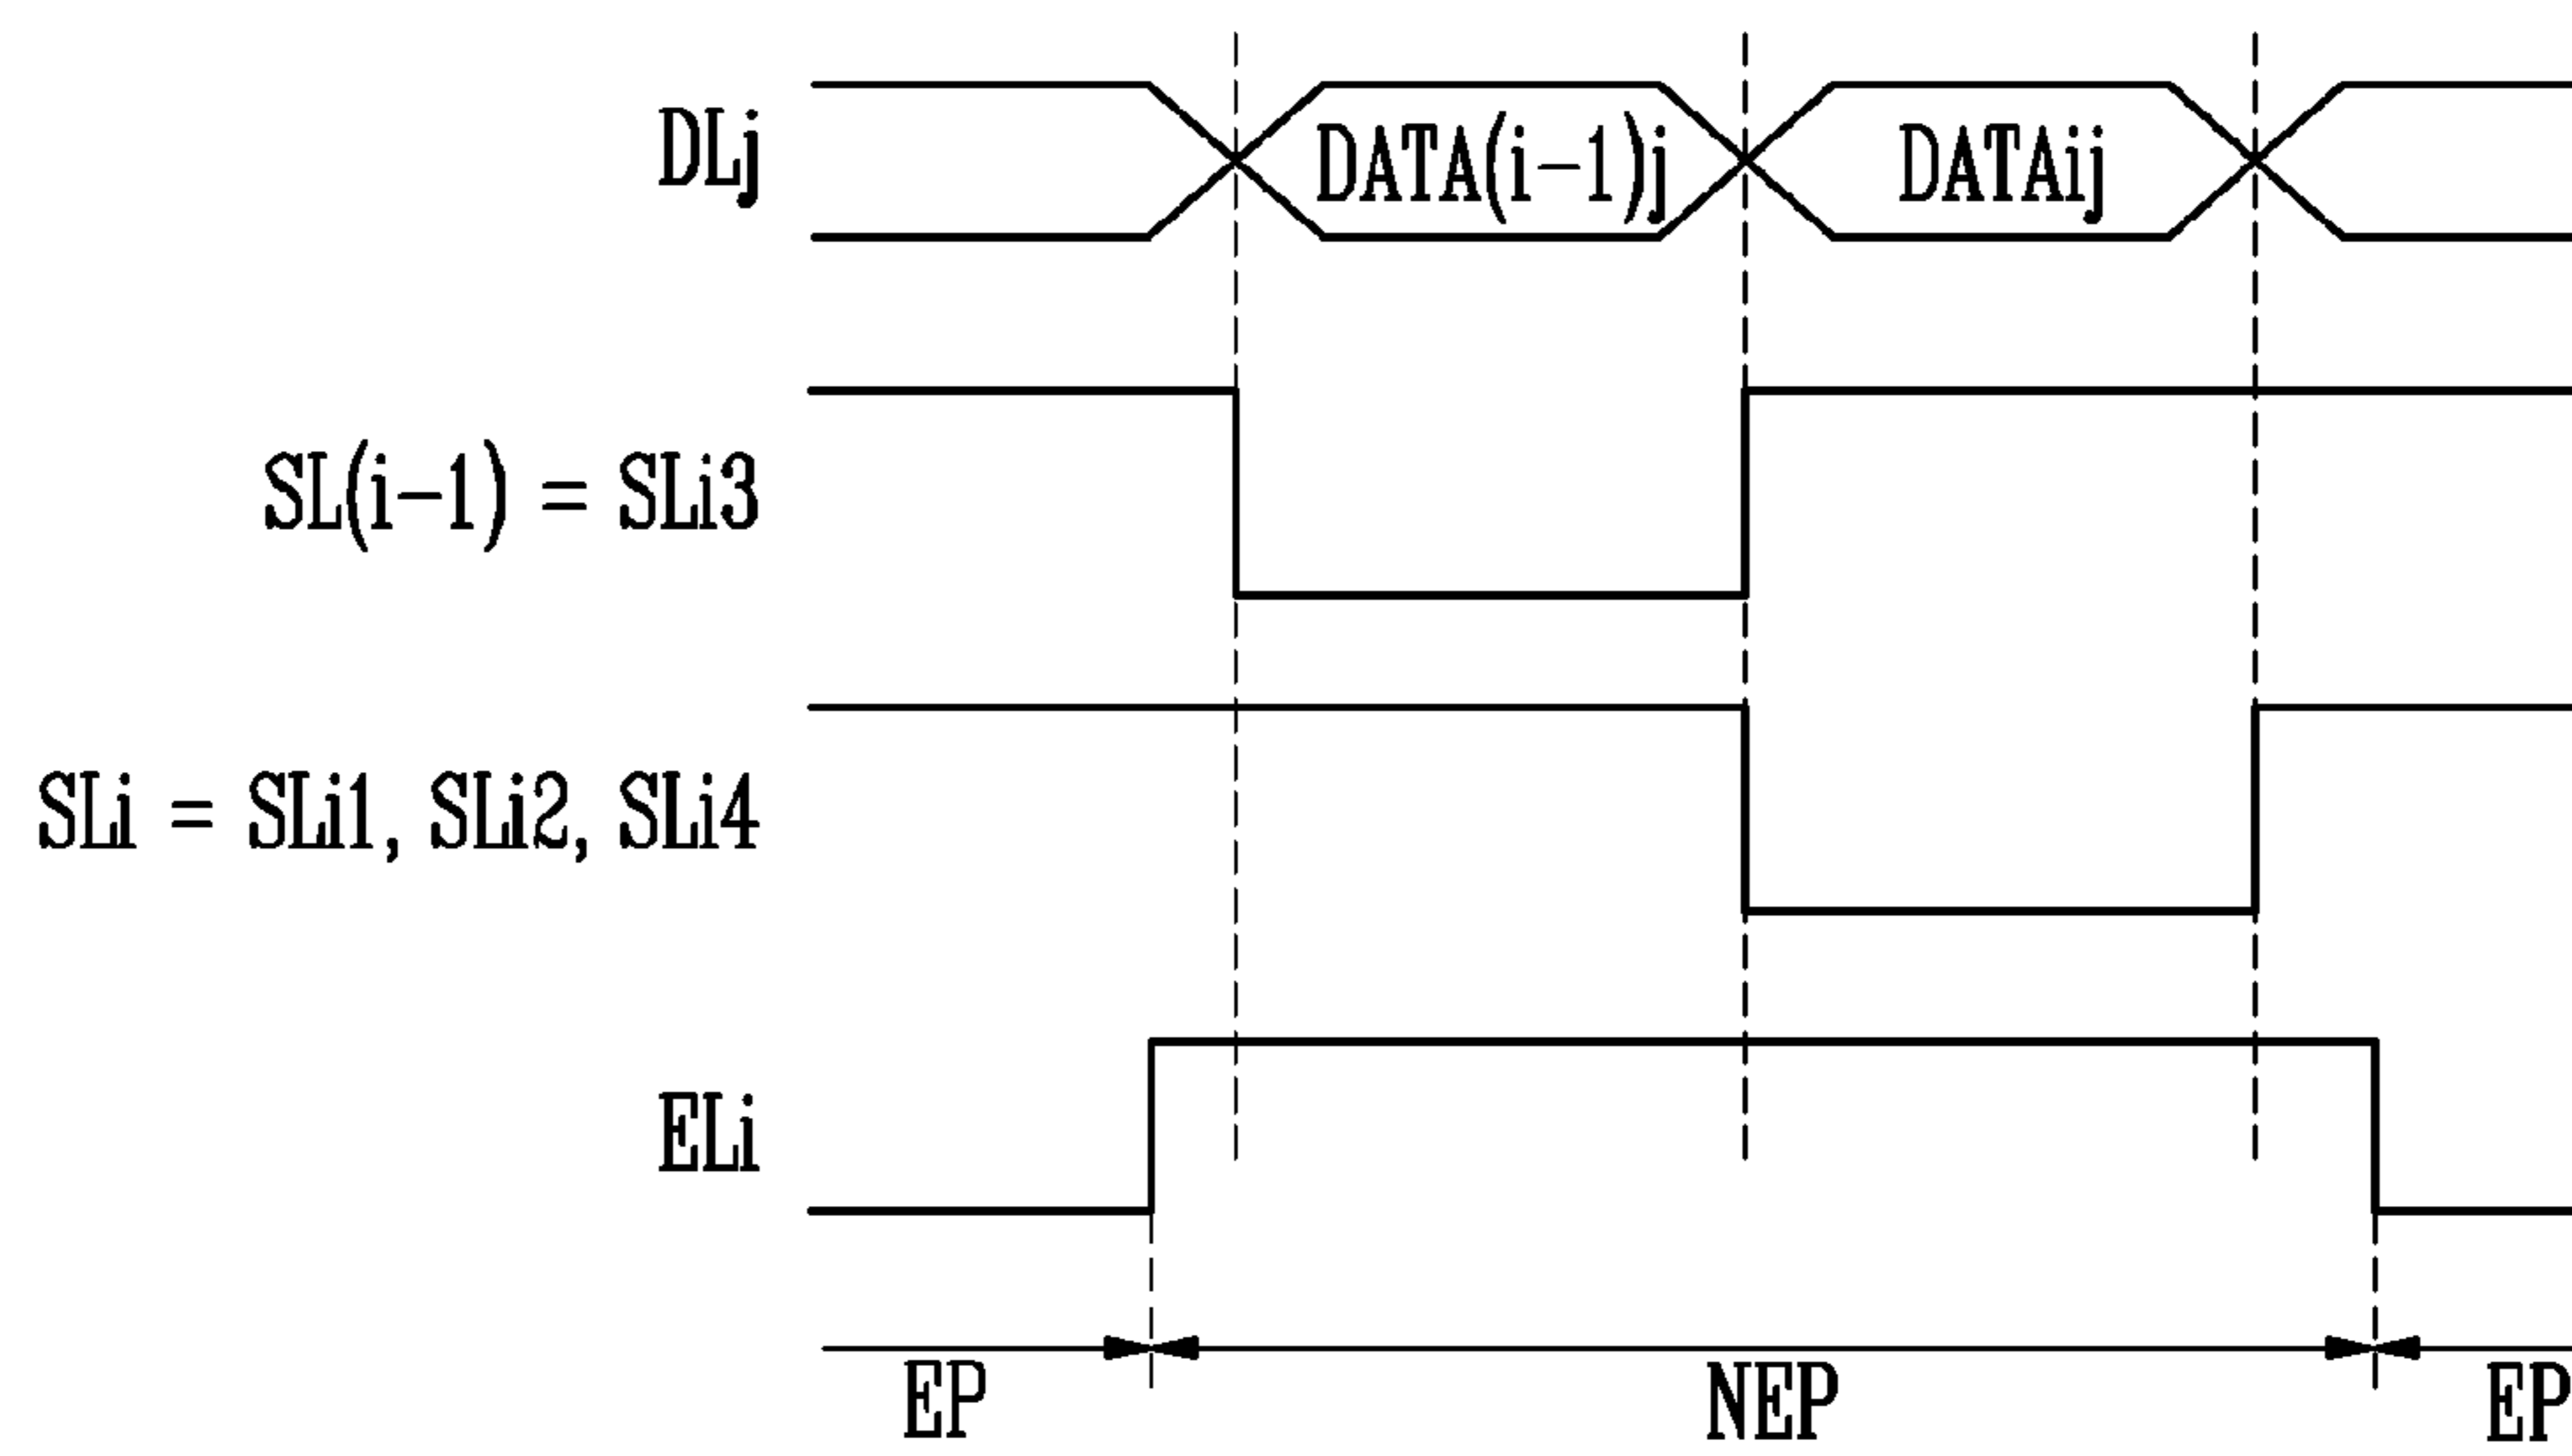 DLj
DATA(i-1)j
DATAij
SL(i-1) = SLi3
SLi = SLi1, SLi2, SLi4
ELi
EP
NEP
EP